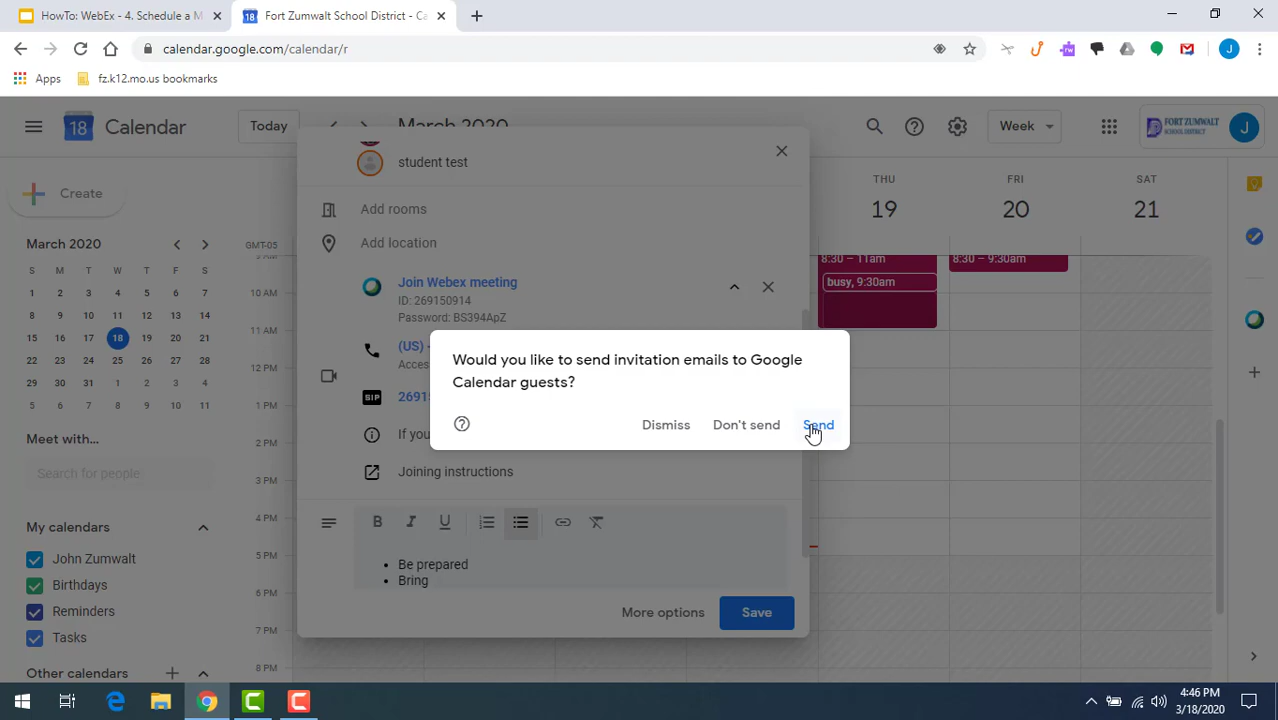 HowTo: WebEx - 4. Schedule a M
Fort Zumwalt School District - Ca
calendar.google.com/calendar/r
Apps
fz.k12.mo.us bookmarks
J
18
Calendar
Today
March 2020
Week
FORT ZUMWALT
SCHOOL DISTRICT
J
Create
March 2020
S M T W T F S
1 2 3 4 5 6 7
8 9 10 11 12 13 14
15 16 17 18 19 20 21
22 23 24 25 26 27 28
29 30 31 1 2 3 4
5 6 7 8 9 10 11
Meet with...
Search for people
My calendars
John Zumwalt
Birthdays
Reminders
Tasks
Other calendars
GMT-05
10 AM
11 AM
12 PM
1 PM
2 PM
3 PM
4 PM
5 PM
6 PM
7 PM
8 PM
THU
19
FRI
20
SAT
21
8:30 – 11am
busy, 9:30am
8:30 – 9:30am
student test
Add rooms
Add location
Join Webex meeting
ID: 269150914
Password: BS394ApZ
(US)
Acces
SIP
2691
If you
Joining instructions
B I U
Be prepared
Bring
More options
Save
Would you like to send invitation emails to Google
Calendar guests?
Dismiss
Don't send
Send
4:46 PM
3/18/2020